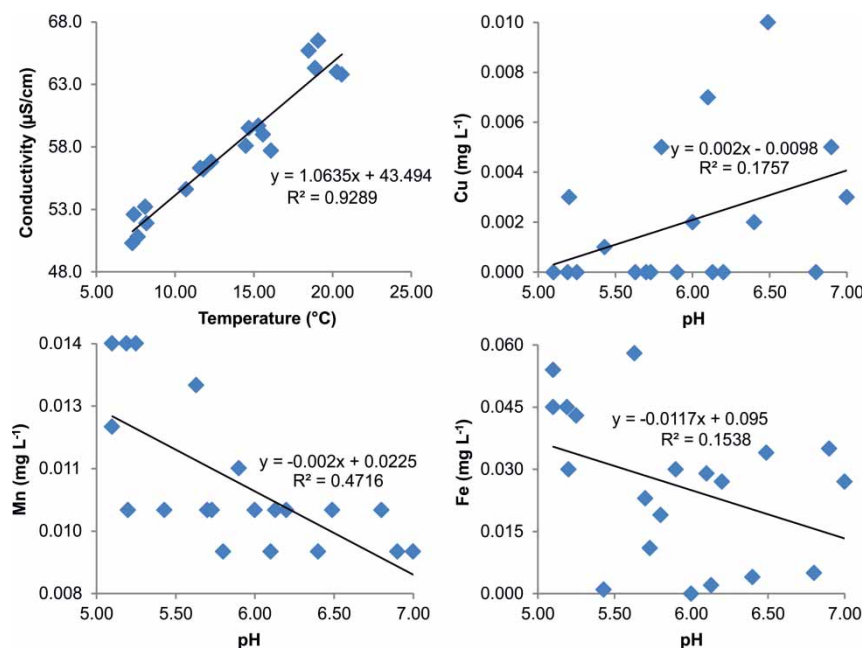 68.0
63.0
58.0
53.0
48.0
Conductivity (µS/cm)
y = 1.0635x + 43.494
R² = 0.9289
5.00 10.00 15.00 20.00 25.00
Temperature (°C)
0.010
0.008
0.006
0.004
0.002
0.000
Cu (mg L⁻¹)
y = 0.002x - 0.0098
R² = 0.1757
5.00 5.50 6.00 6.50 7.00
pH
0.014
0.013
0.011
0.010
0.008
Mn (mg L⁻¹)
y = -0.002x + 0.0225
R² = 0.4716
5.00 5.50 6.00 6.50 7.00
pH
0.060
0.045
0.030
0.015
0.000
Fe (mg L⁻¹)
y = -0.0117x + 0.095
R² = 0.1538
5.00 5.50 6.00 6.50 7.00
pH